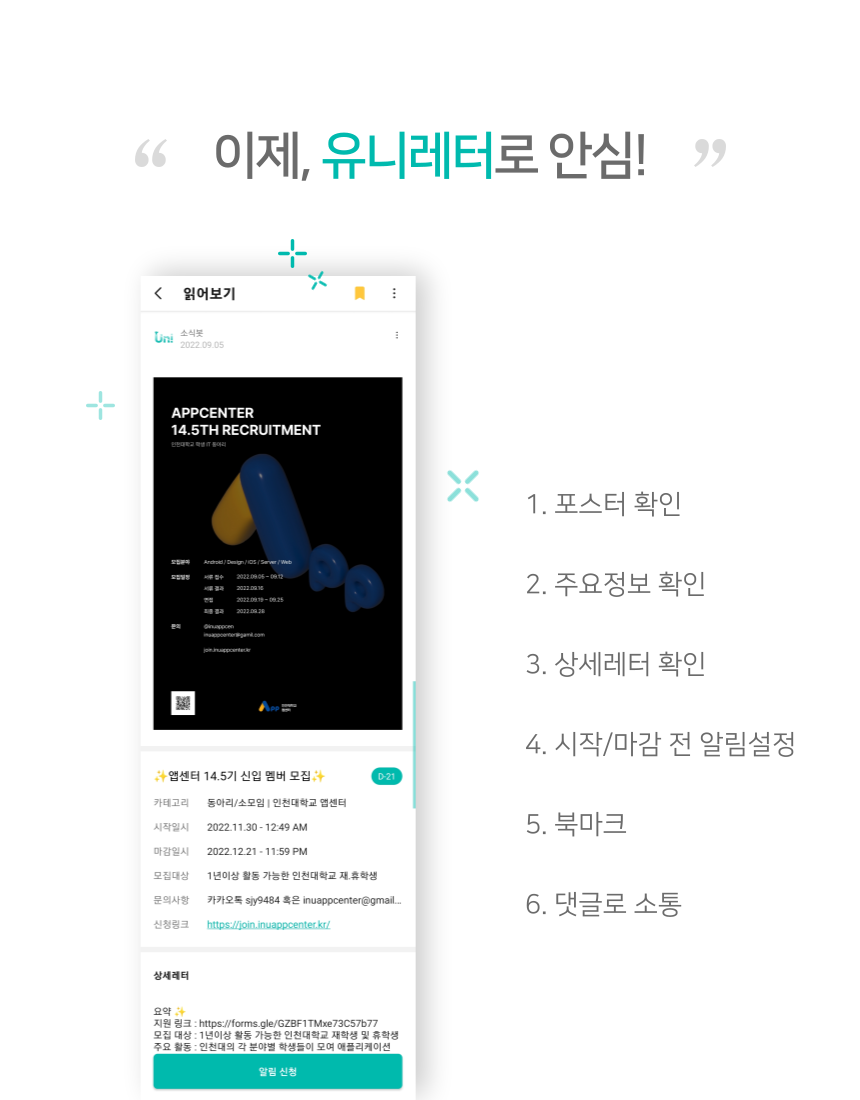 “ 이제, 유니레터로 안심! ”
읽어보기
Uni 소식봇
2022.09.05
APPCENTER
14.5TH RECRUITMENT
인천대학교 학생 IT 동아리
모집분야 Android / Design / iOS / Server / Web
모집일정 서류 접수 2022.09.05 ~ 09.12
서류 결과 2022.09.16
면접 2022.09.19 ~ 09.25
최종 결과 2022.09.28
문의 @inuappcen
inuappcenter@gamil.com
join.inuappcenter.kr
App 인천대학교
앱센터
✨앱센터 14.5기 신입 멤버 모집✨ D-21
카테고리 동아리/소모임 | 인천대학교 앱센터
시작일시 2022.11.30 - 12:49 AM
마감일시 2022.12.21 - 11:59 PM
모집대상 1년이상 활동 가능한 인천대학교 재.휴학생
문의사항 카카오톡 sjy9484 혹은 inuappcenter@gmail...
신청링크 https://join.inuappcenter.kr/
상세레터
요약 ✨
지원 링크 : https://forms.gle/GZBF1TMxe73C57b77
모집 대상 : 1년이상 활동 가능한 인천대학교 재학생 및 휴학생
주요 활동 : 인천대의 각 분야별 학생들이 모여 애플리케이션
알림 신청
1. 포스터 확인
2. 주요정보 확인
3. 상세레터 확인
4. 시작/마감 전 알림설정
5. 북마크
6. 댓글로 소통